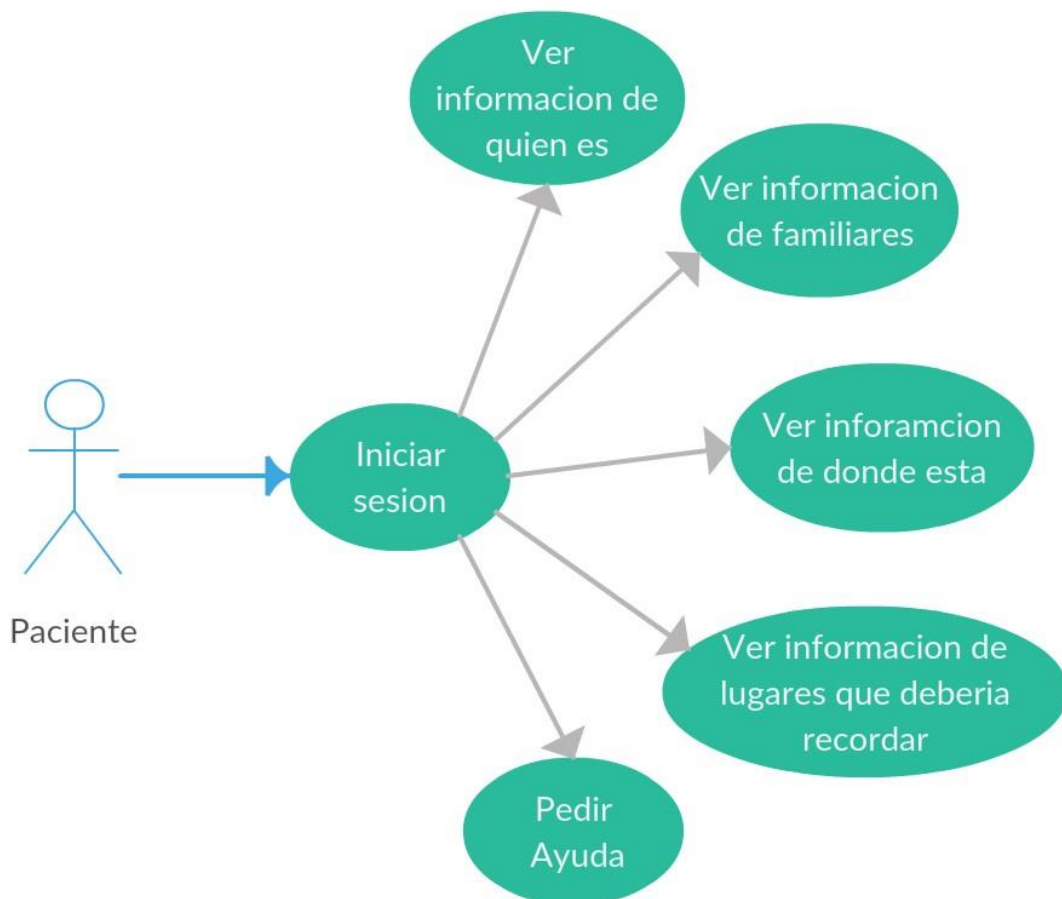 Ver
informacion de
quien es
Ver informacion
de familiares
Ver inforamcion
de donde esta
Iniciar
sesion
Paciente
Ver informacion de
lugares que deberia
recordar
Pedir
Ayuda